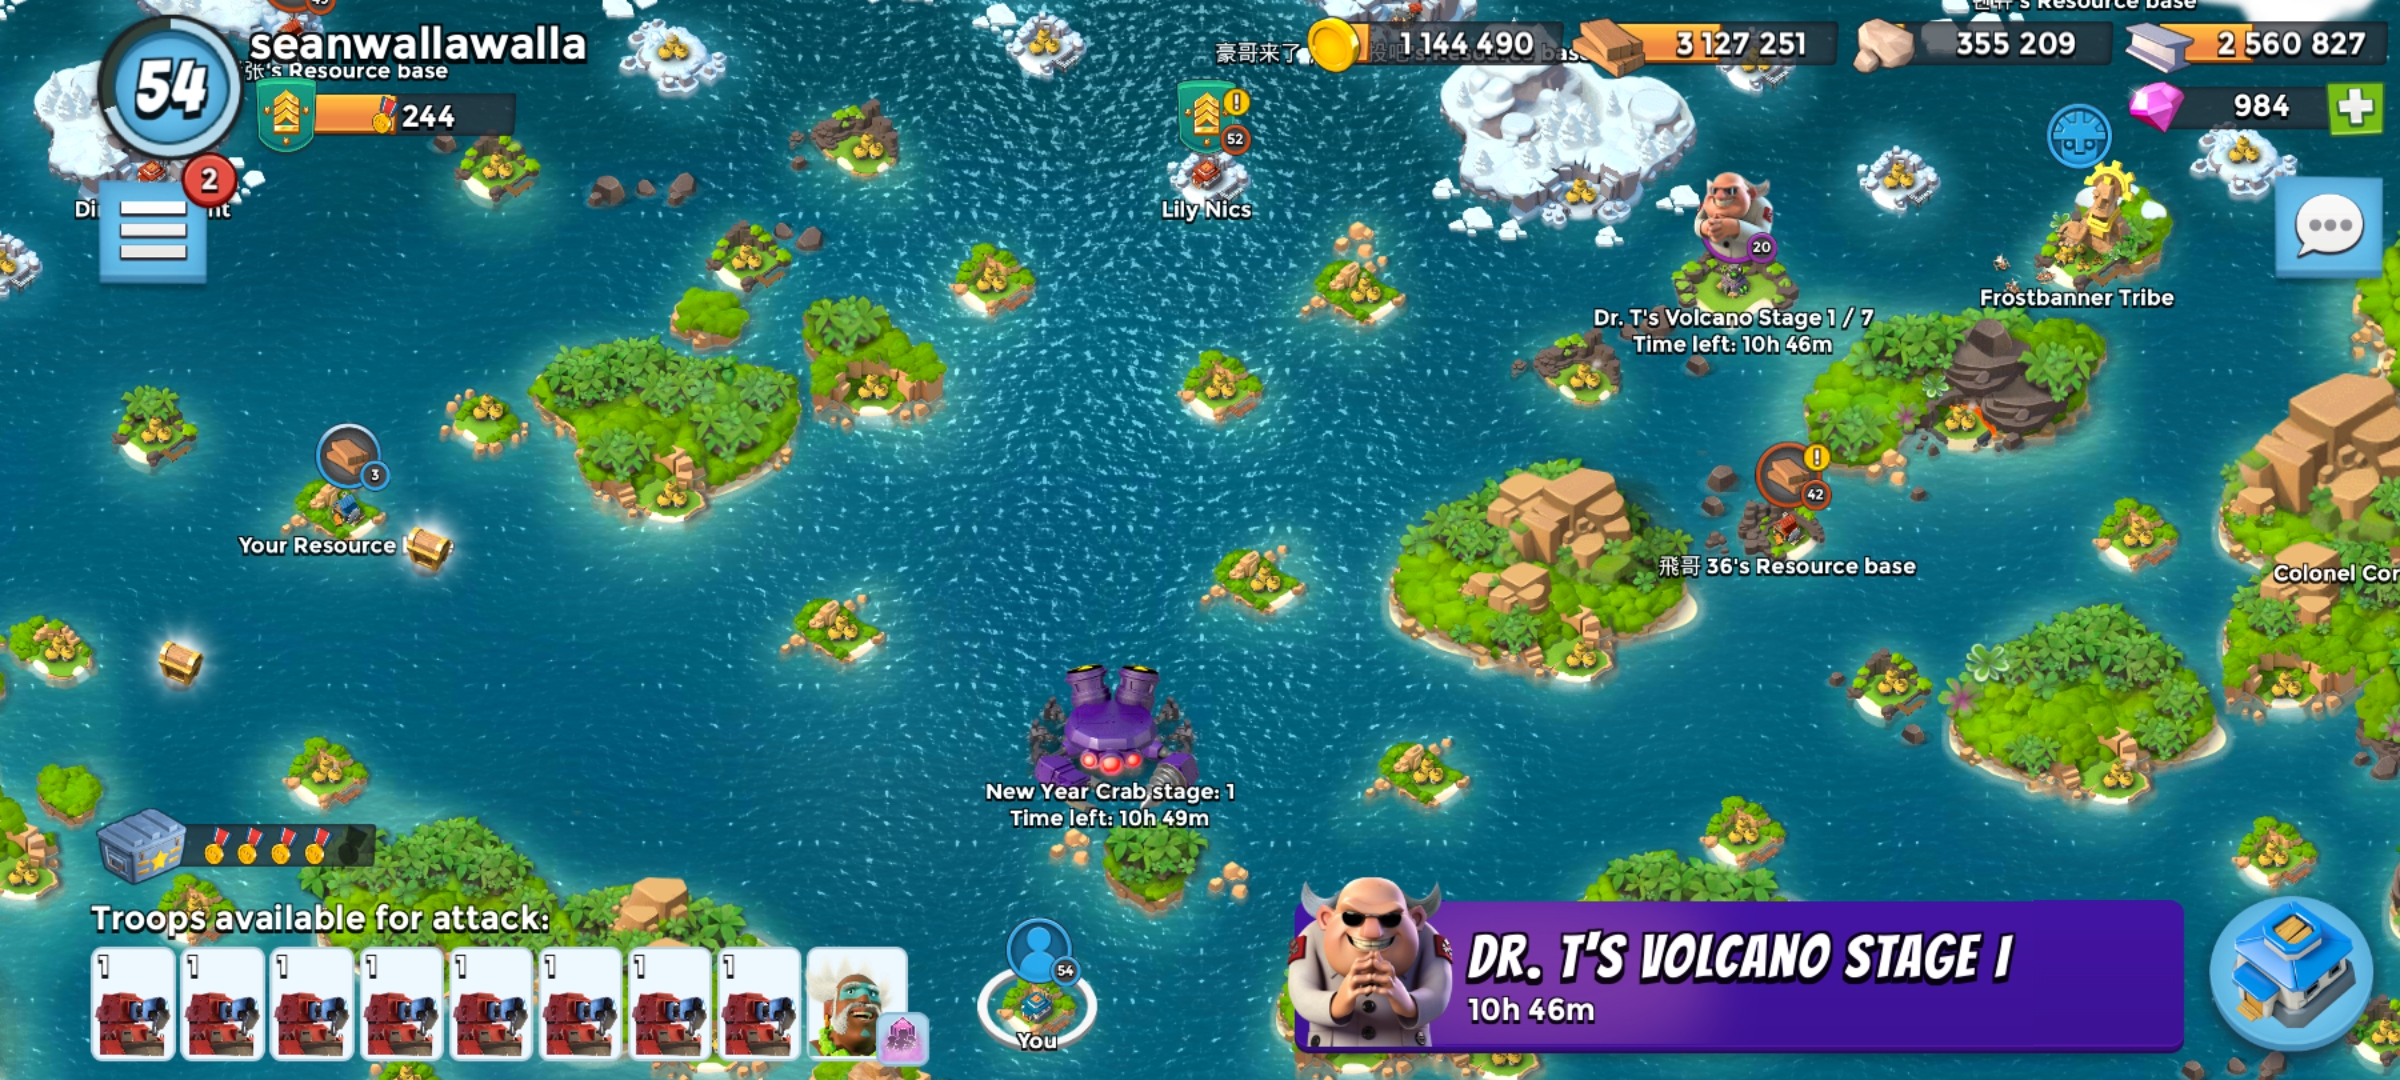 49
's Resource base
54
seanwallawalla
张's Resource base
244
2
豪哥来了
1 144 490
3 127 251
355 209
2 560 827
984
52
Lily Nics
20
Dr. T's Volcano Stage 1 / 7
Time left: 10h 46m
Frostbanner Tribe
3
Your Resource
42
飛哥 36's Resource base
Colonel Cor
New Year Crab stage: 1
Time left: 10h 49m
Troops available for attack:
1
1
1
1
1
1
1
1
54
You
DR. T'S VOLCANO STAGE 1
10h 46m